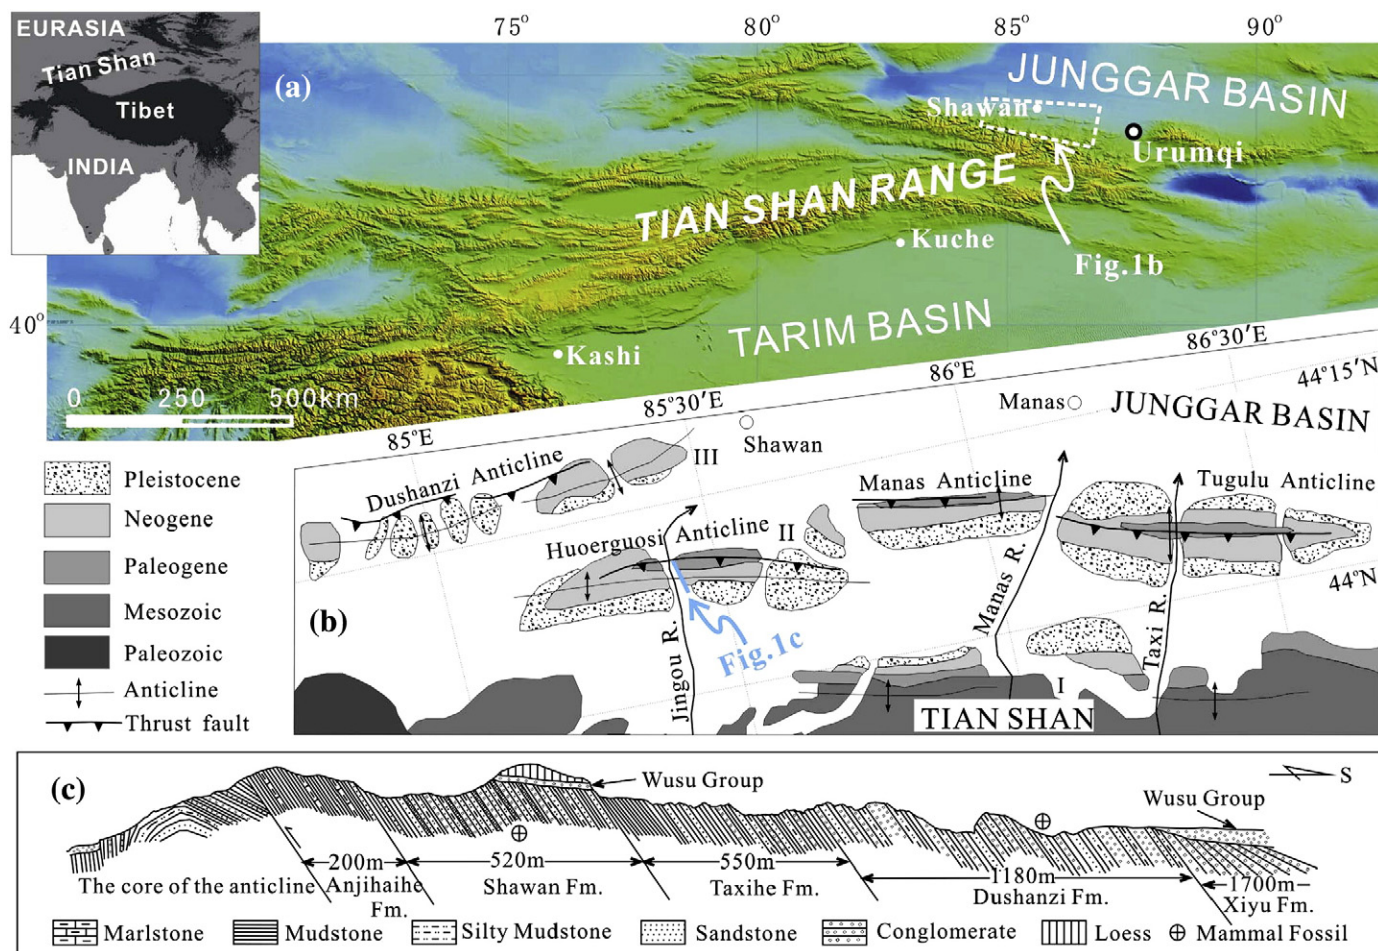 75°
80°
85°
90°
EURASIA
Tian Shan
Tibet
INDIA
(a)
JUNGGAR BASIN
Shawan
Urumqi
TIAN SHAN RANGE
Kuche
Fig.1b
40°
TARIM BASIN
Kashi
0 250 500km
85°E
85°30′E
86°E
86°30′E
44°15′N
44°N
Shawan
Manas
JUNGGAR BASIN
Pleistocene
Neogene
Paleogene
Mesozoic
Paleozoic
Anticline
Thrust fault
Dushanzi Anticline
III
Huoerguosi Anticline
II
Manas Anticline
Tugulu Anticline
(b)
Jingou R.
Fig.1c
Manas R.
Taxi R.
I
TIAN SHAN
(c)
Wusu Group
S
Wusu Group
The core of the anticline
200m
Anjihaihe
Fm.
520m
Shawan Fm.
550m
Taxihe Fm.
1180m
Dushanzi Fm.
1700m
Xiyu Fm.
Marlstone
Mudstone
Silty Mudstone
Sandstone
Conglomerate
Loess
Mammal Fossil